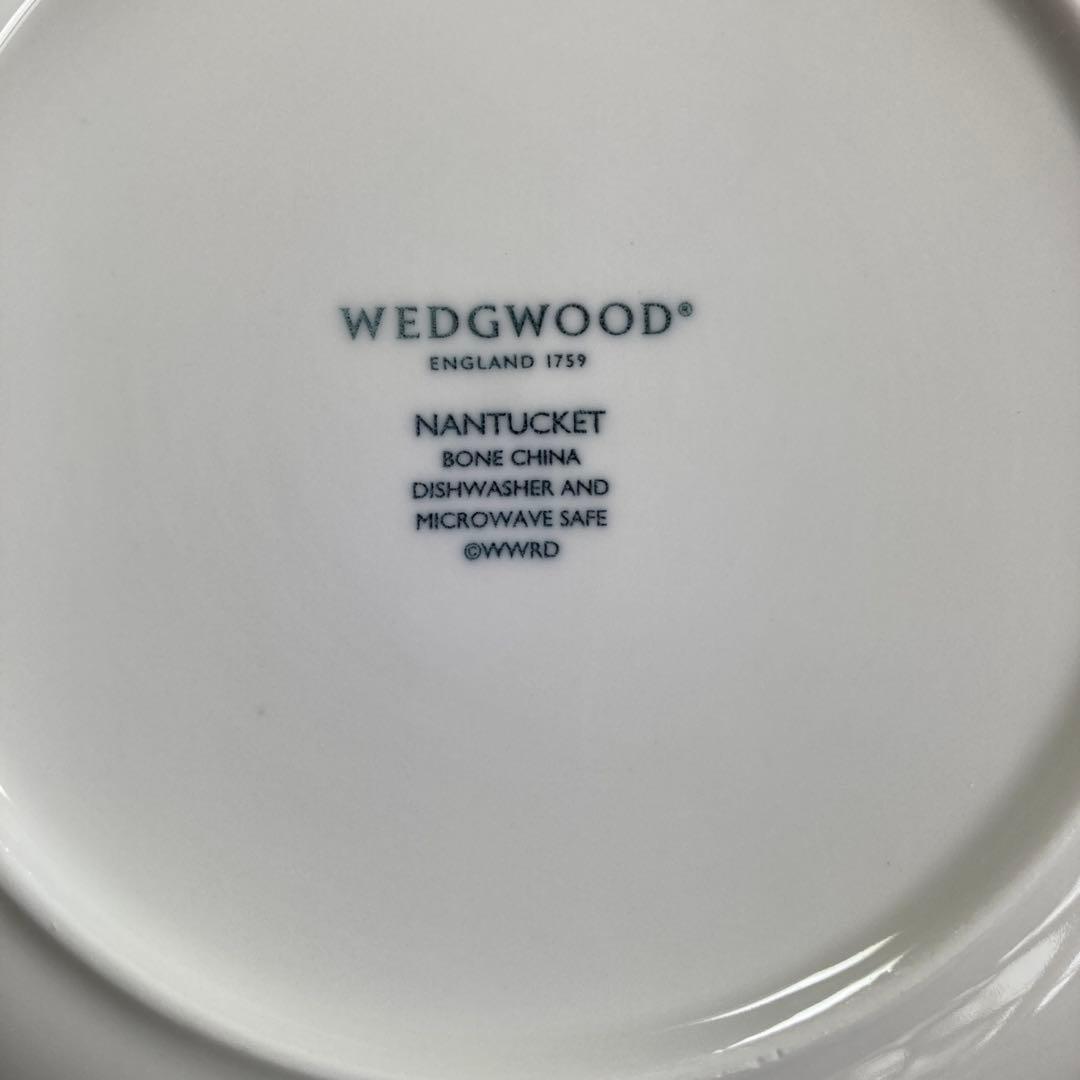 WEDGWOOD®
ENGLAND 1759
NANTUCKET
BONE CHINA
DISHWASHER AND
MICROWAVE SAFE
©WWRD